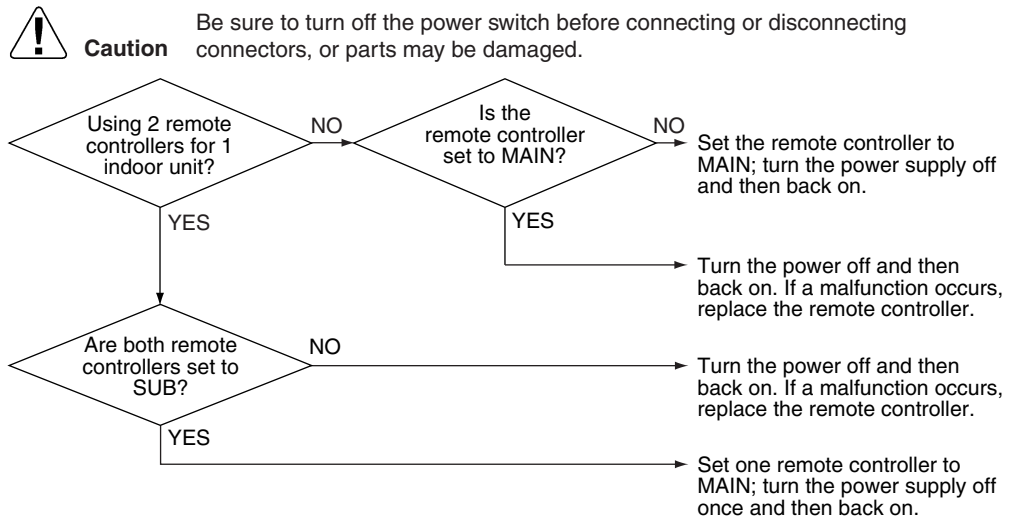 Caution
Be sure to turn off the power switch before connecting or disconnecting
connectors, or parts may be damaged.
Using 2 remote
controllers for 1
indoor unit?
NO
Is the
remote controller
set to MAIN?
NO
Set the remote controller to
MAIN; turn the power supply off
and then back on.
YES
YES
Turn the power off and then
back on. If a malfunction occurs,
replace the remote controller.
Are both remote
controllers set to
SUB?
NO
Turn the power off and then
back on. If a malfunction occurs,
replace the remote controller.
YES
Set one remote controller to
MAIN; turn the power supply off
once and then back on.